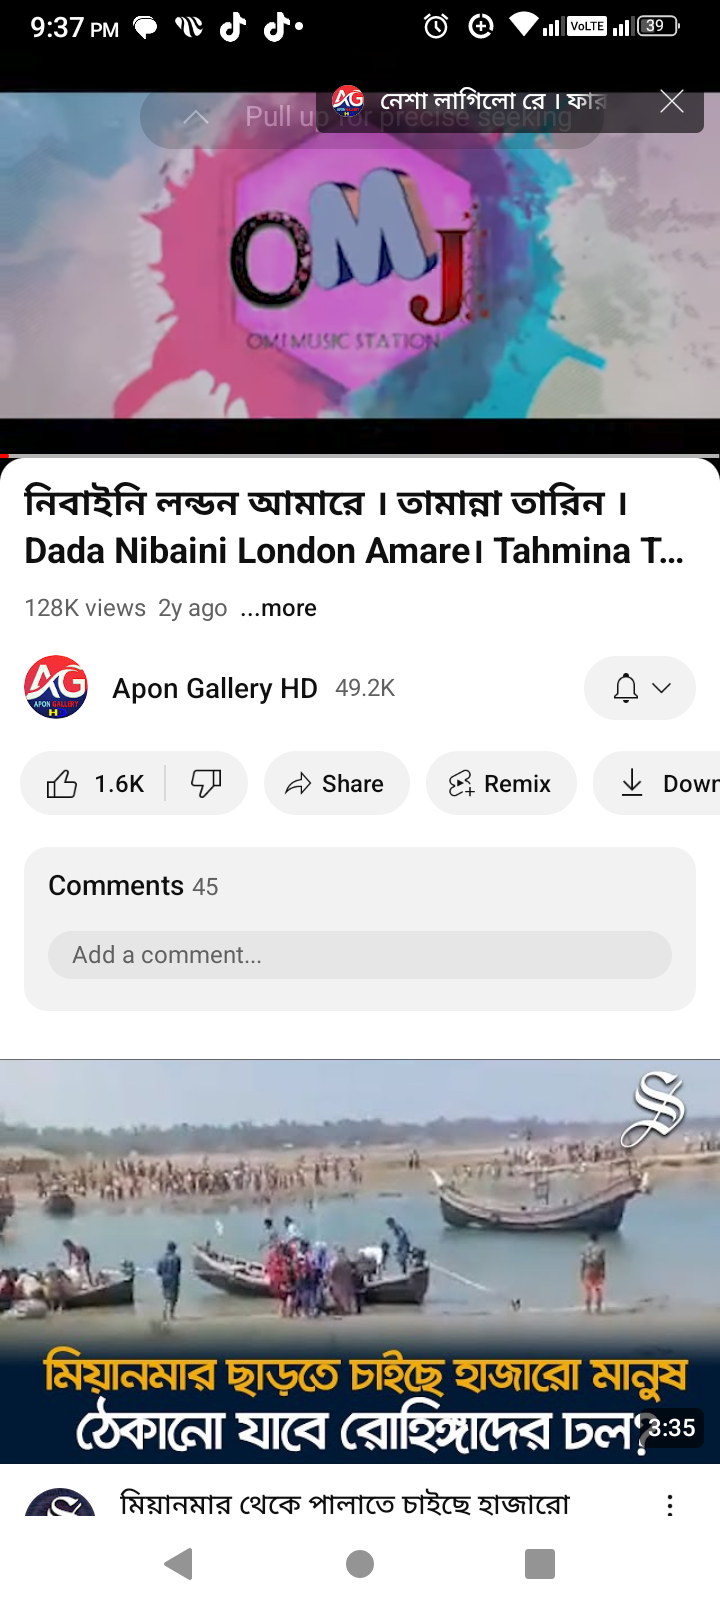 9:37 PM
VoLTE
39
AG
নেশা লাগিলো রে । ফার
Pull up for precise seeking
OMJ
OMJ MUSIC STATION
নিবাইনি লন্ডন আমারে । তামান্না তারিন ।
Dada Nibaini London Amare। Tahmina T...
128K views 2y ago ...more
AG
APON GALLERY
H
Apon Gallery HD 49.2K
1.6K
Share
Remix
Down
Comments 45
Add a comment...
S
মিয়ানমার ছাড়তে চাইছে হাজারো মানুষ
ঠেকানো যাবে রোহিঙ্গাদের ঢল?
3:35
মিয়ানমার থেকে পালাতে চাইছে হাজারো